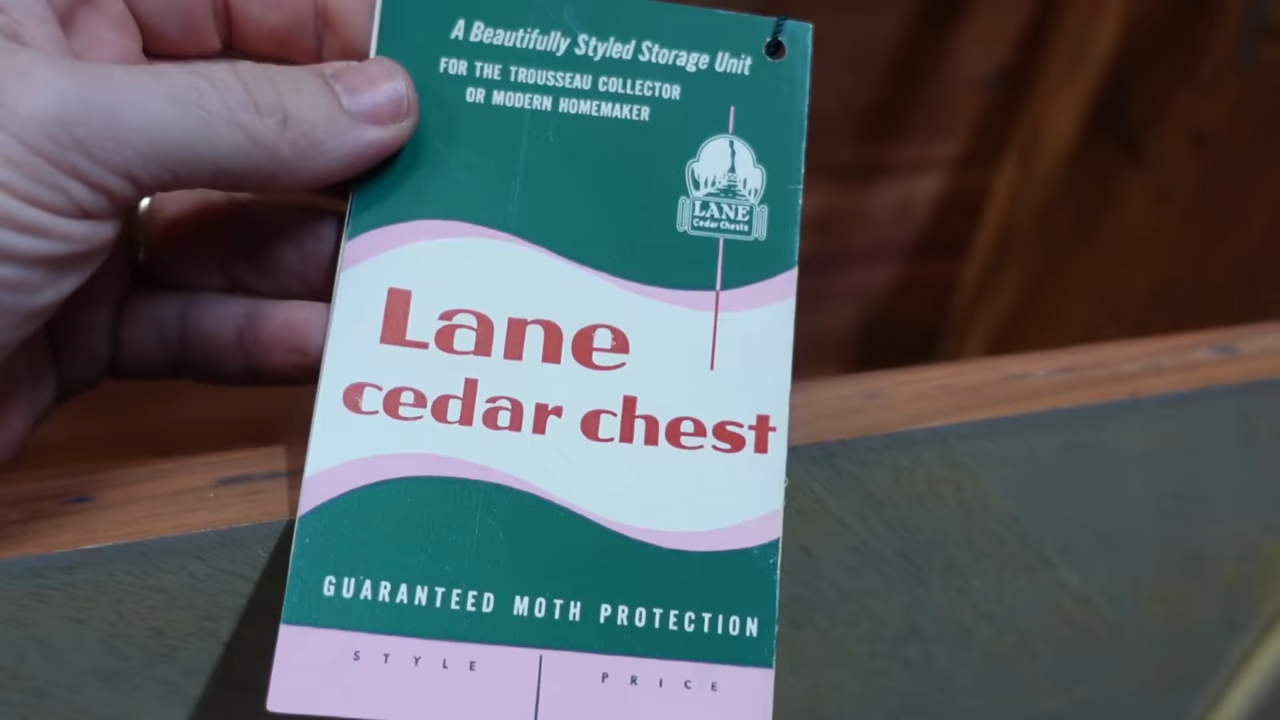 A Beautifully Styled Storage Unit
FOR THE TROUSSEAU COLLECTOR
OR MODERN HOMEMAKER
LANE
Cedar Chests
Lane
cedar chest
GUARANTEED MOTH PROTECTION
STYLE PRICE